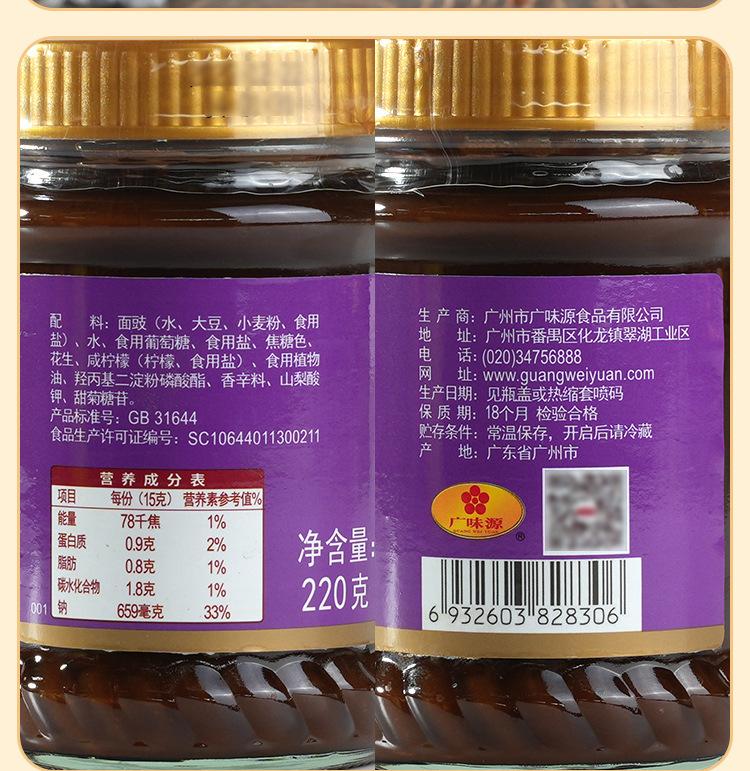 配 料：面豉（水、大豆、小麦粉、食用
盐）、水、食用葡萄糖、食用盐、焦糖色、
花生、咸柠檬（柠檬、食用盐）、食用植物
油、羟丙基二淀粉磷酸酯、香辛料、山梨酸
钾、甜菊糖苷。
产品标准号：GB 31644
食品生产许可证编号：SC10644011300211
营养成分表
项目 每份（15克） 营养素参考值%
能量 78千焦 1%
蛋白质 0.9克 2%
脂肪 0.8克 1%
碳水化合物 1.8克 1%
钠 659毫克 33%
001
净含量:
220克
生产商：广州市广味源食品有限公司
地 址：广州市番禺区化龙镇翠湖工业区
电 话：(020)34756888
网 址：www.guangweiyuan.com
生产日期：见瓶盖或热缩套喷码
保质期：18个月 检验合格
贮存条件：常温保存，开启后请冷藏
产 地：广东省广州市
广味源
GUANG WEI YUAN
®
6 932603 828306